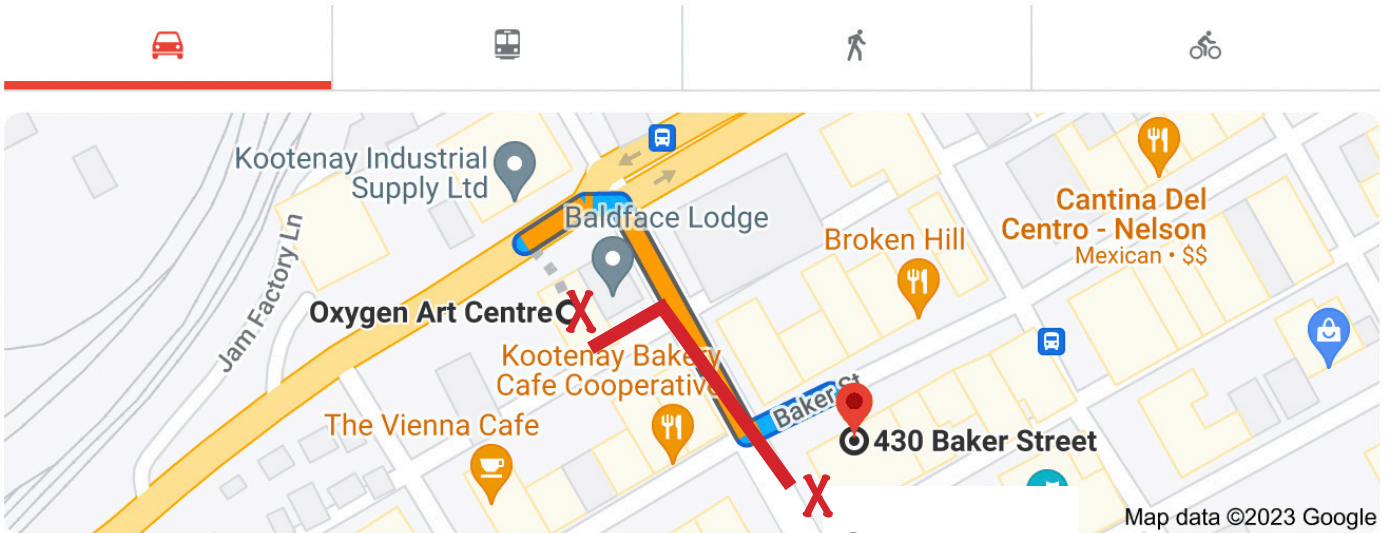 Kootenay Industrial
Supply Ltd
Baldface Lodge
Cantina Del
Centro - Nelson
Mexican • $$
Broken Hill
Jam Factory Ln
Oxygen Art Centre
X
Kootenay Bakery
Cafe Cooperative
Baker St
The Vienna Cafe
430 Baker Street
X
Map data ©2023 Google